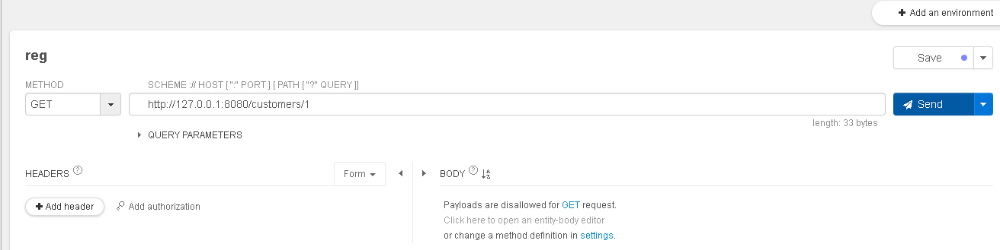 Add an environment
reg
Save
METHOD
SCHEME :// HOST [ ":" PORT ] [ PATH [ "?" QUERY ]]
GET
http://127.0.0.1:8080/customers/1
Send
length: 33 bytes
QUERY PARAMETERS
HEADERS ?
Form
BODY ?
Add header
Add authorization
Payloads are disallowed for GET request.
Click here to open an entity-body editor
or change a method definition in settings.